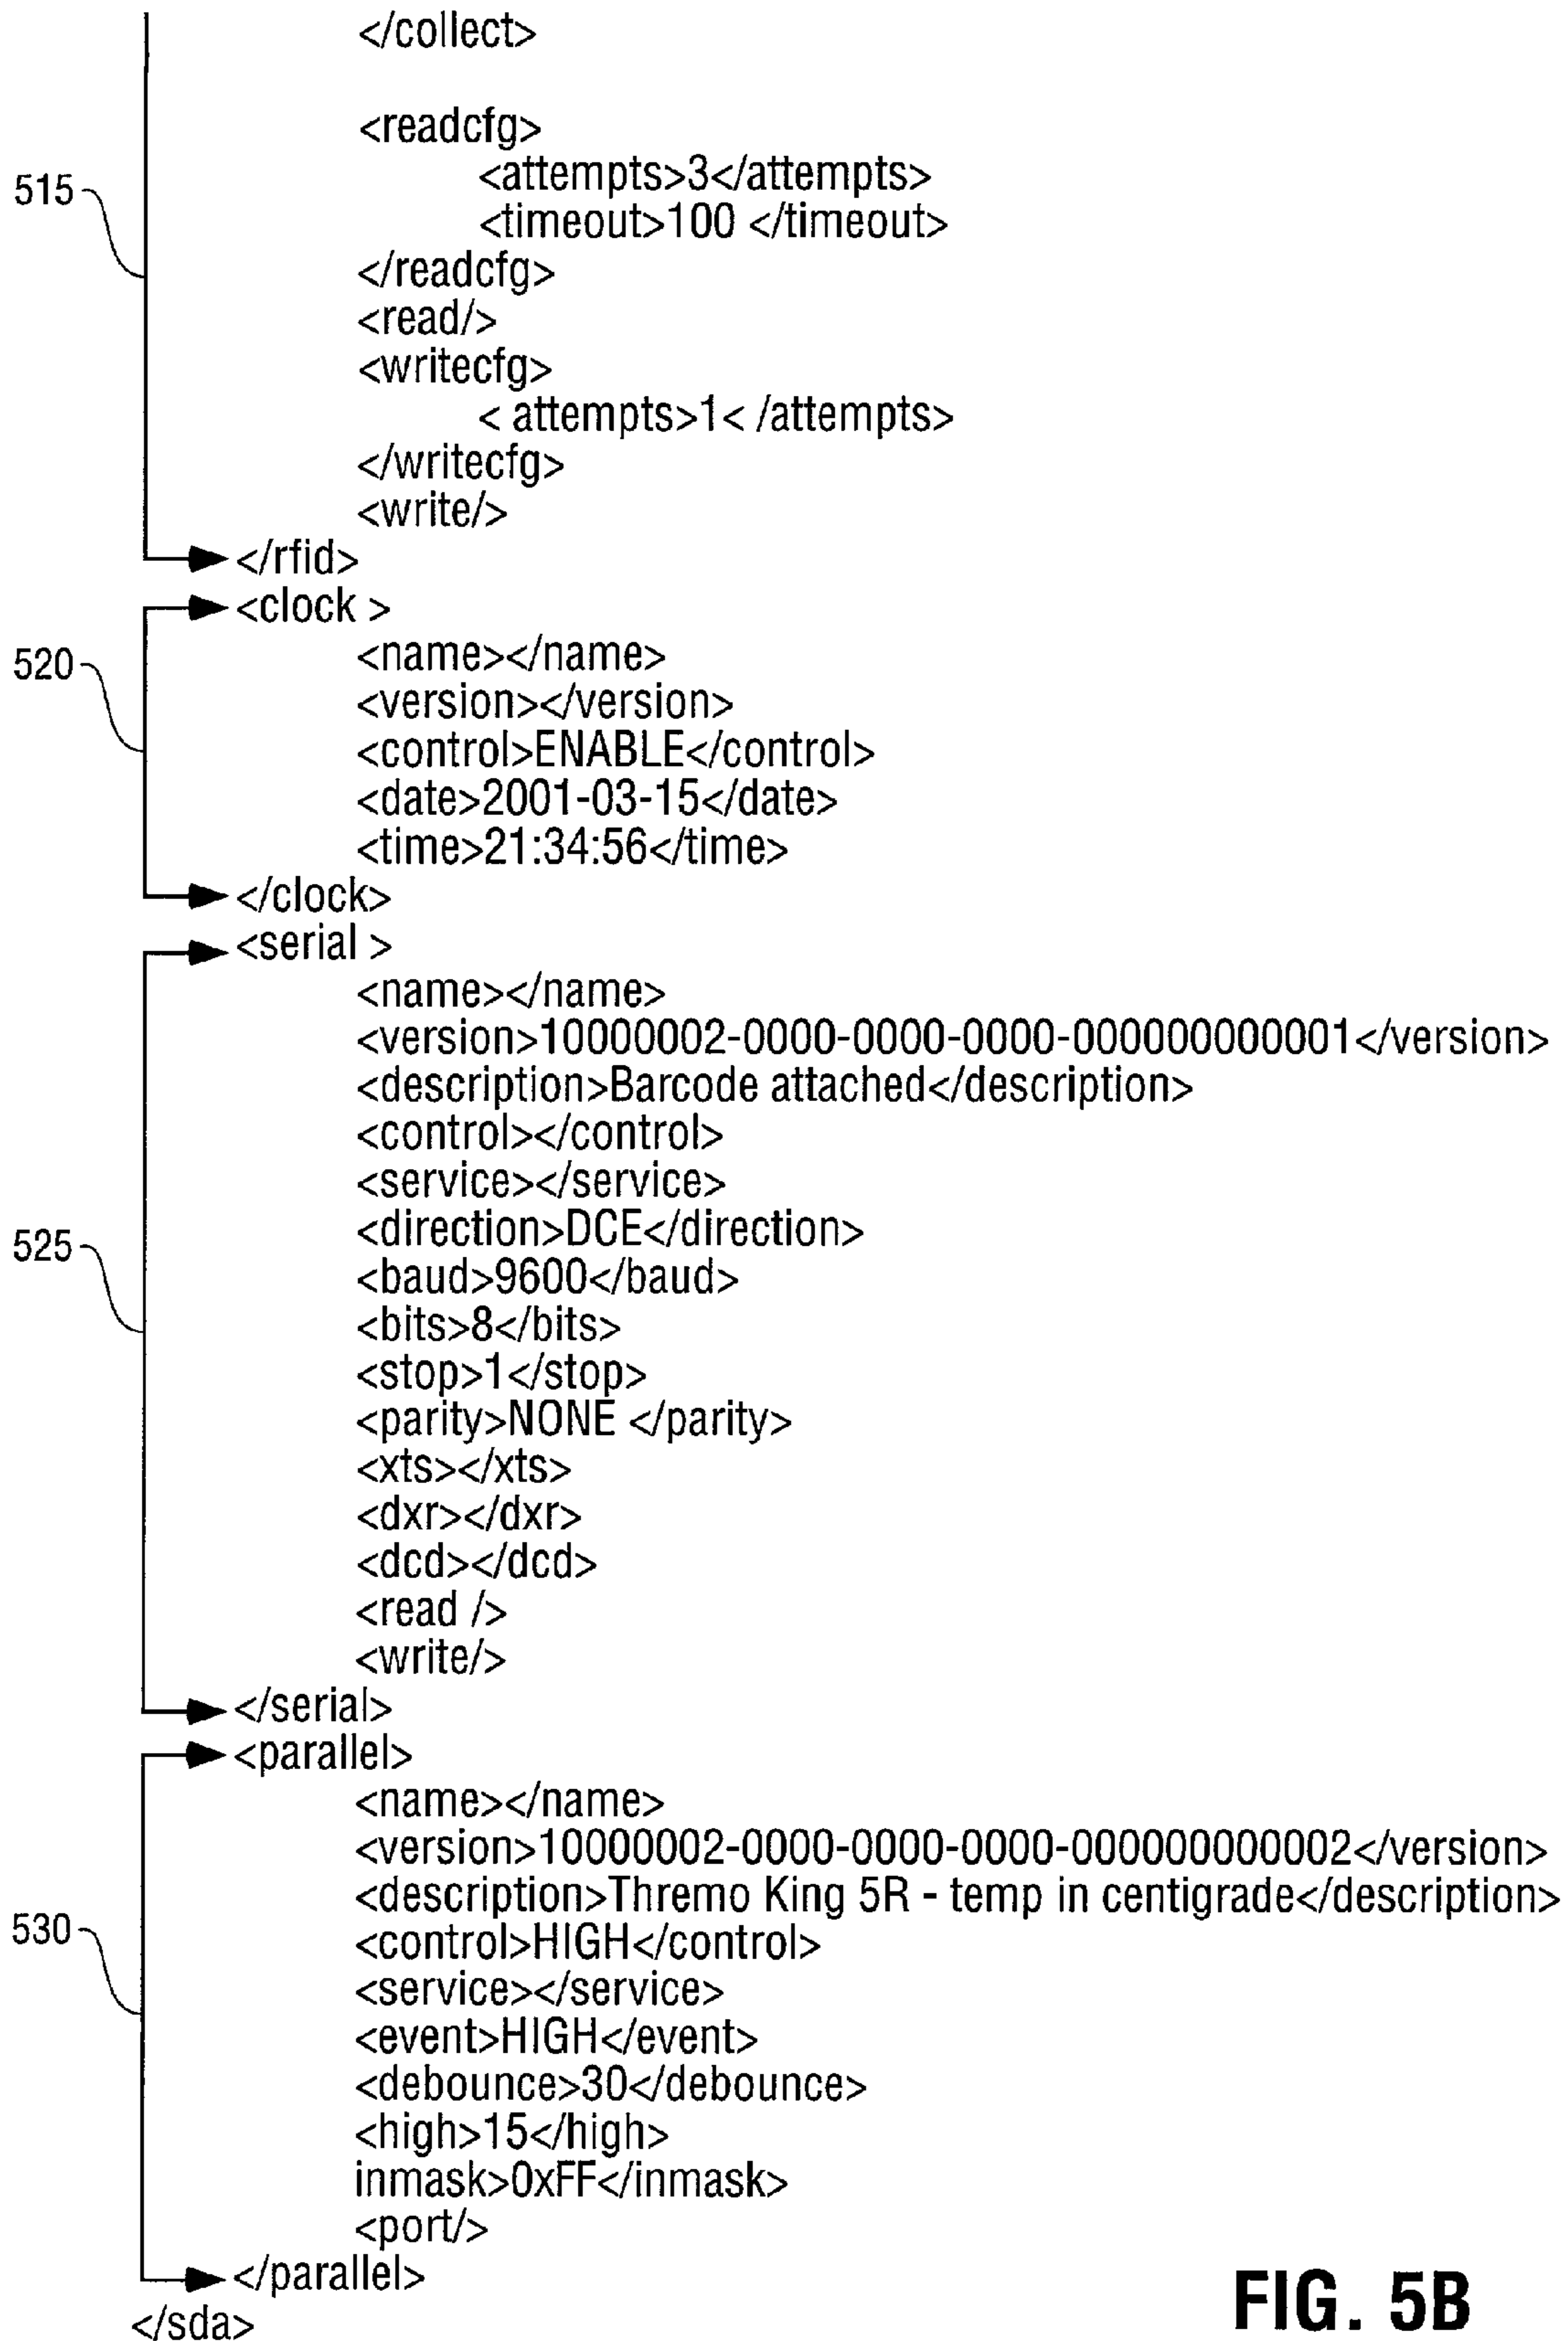 </collect>
<readcfg>
<attempts>3</attempts>
515
<timeout>100 </timeout>
</readcfg>
<read/>
<writecfg>
< attempts>1< /attempts>
</writecfg>
<write/>
</rfid>
<clock >
<name></name>
520
<version></version>
<control>ENABLE</control>
<date>2001-03-15</date>
<time>21:34:56</time>
</clock>
<serial >
<name></name>
<version>10000002-0000-0000-0000-000000000001</version>
<description>Barcode attached</description>
<control></control>
<service></service>
<direction>DCE</direction>
525
<baud>9600</baud>
<bits>8</bits>
<stop>1</stop>
<parity>NONE </parity>
<xts></xts>
<dxr></dxr>
<dcd></dcd>
<read />
<write/>
</serial>
<parallel>
<name></name>
<version>10000002-0000-0000-0000-000000000002</version>
<description>Thremo King 5R - temp in centigrade</description>
530
<control>HIGH</control>
<service></service>
<event>HIGH</event>
<debounce>30</debounce>
<high>15</high>
inmask>0xFF</inmask>
<port/>
</parallel>
</sda>
FIG. 5B